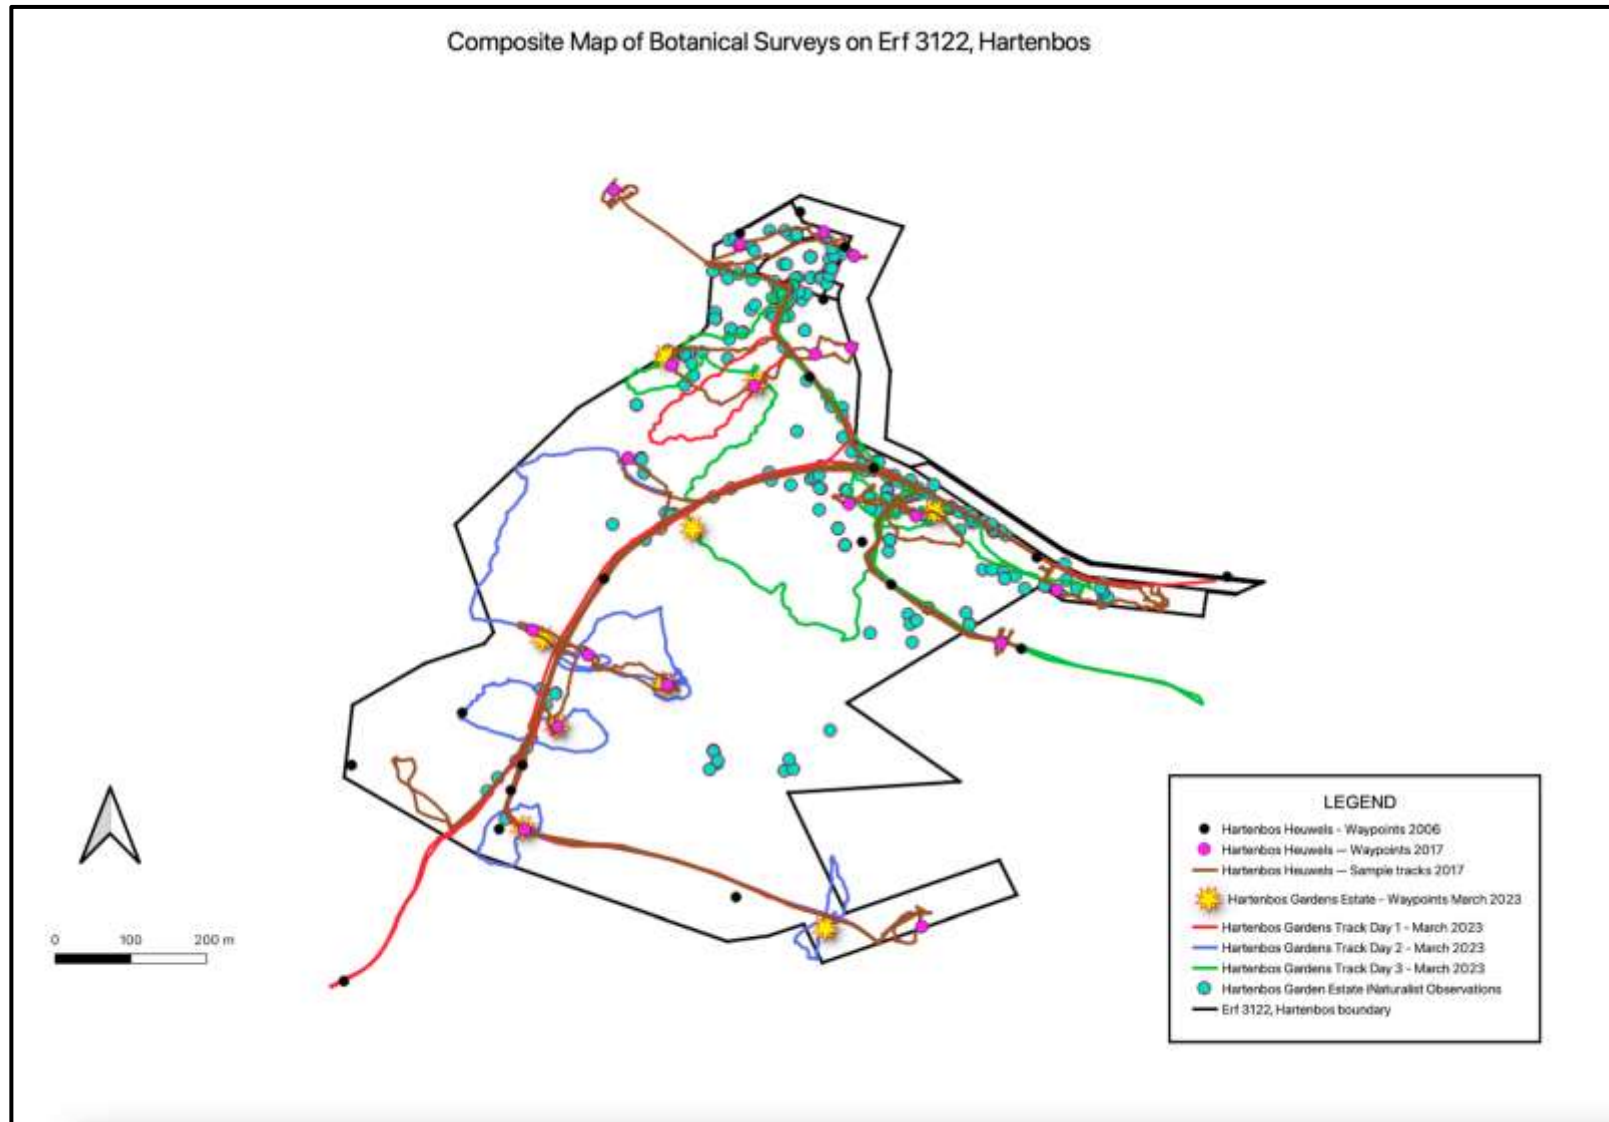 Composite Map of Botanical Surveys on Erf 3122, Hartenbos
LEGEND
Hartenbos Heuwels - Waypoints 2006
Hartenbos Heuwels — Waypoints 2017
Hartenbos Heuwels — Sample tracks 2017
Hartenbos Gardens Estate - Waypoints March 2023
Hartenbos Gardens Track Day 1 - March 2023
Hartenbos Gardens Track Day 2 - March 2023
Hartenbos Gardens Track Day 3 - March 2023
Hartenbos Garden Estate iNaturalist Observations
Erf 3122, Hartenbos boundary
0 100 200 m